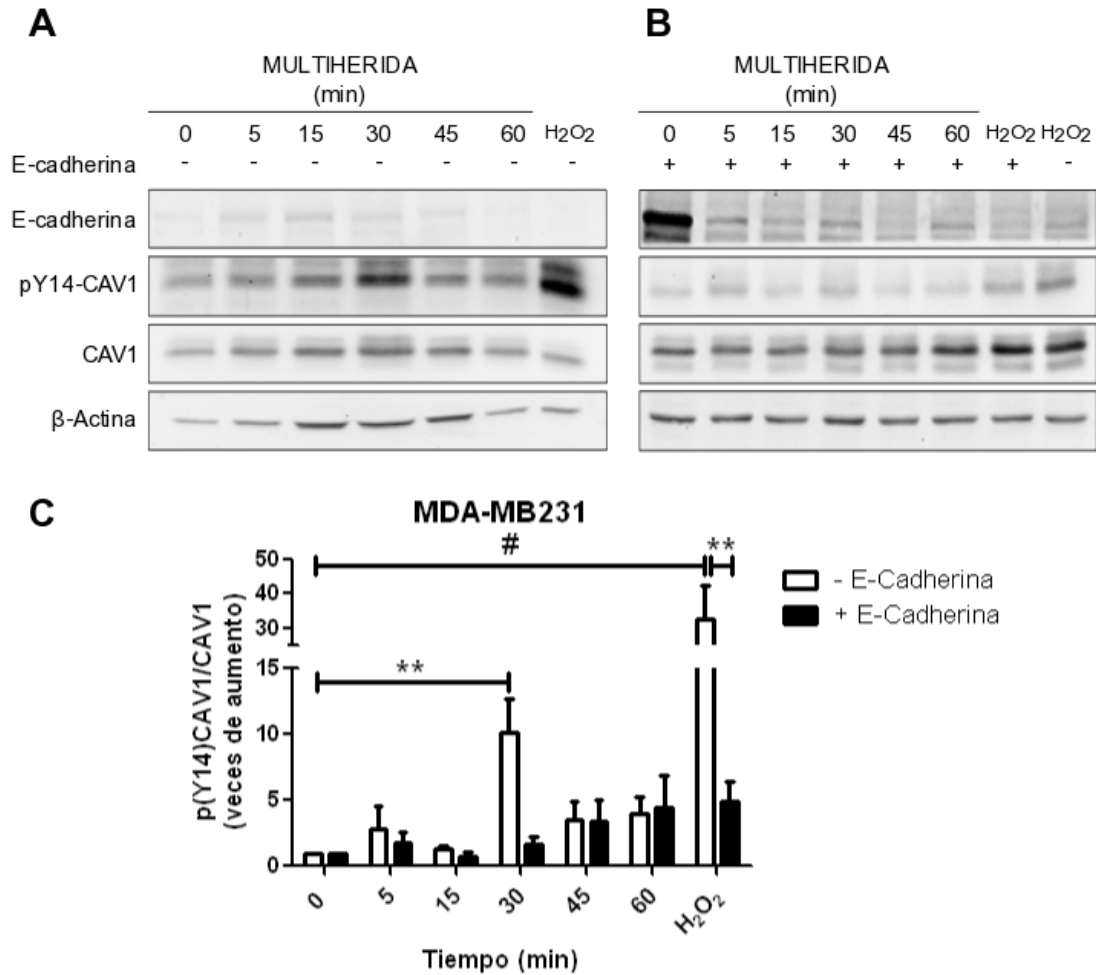 A
MULTIHERIDA
(min)
0 5 15 30 45 60 H2O2
E-cadherina - - - - - - -
E-cadherina
pY14-CAV1
CAV1
β-Actina
B
MULTIHERIDA
(min)
0 5 15 30 45 60 H2O2 H2O2
+ + + + + + + -
C
MDA-MB231
#
**
50
40
30
15
10
5
0
**
p(Y14)CAV1/CAV1
(veces de aumento)
0 5 15 30 45 60 H2O2
Tiempo (min)
- E-Cadherina
+ E-Cadherina